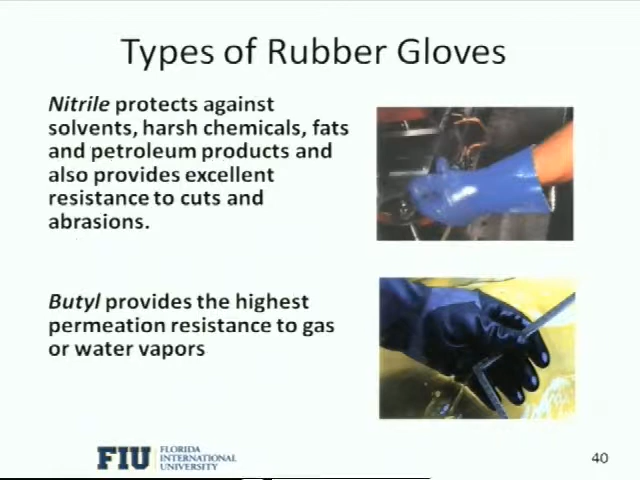 Types of Rubber Gloves
Nitrile protects against
solvents, harsh chemicals, fats
and petroleum products and
also provides excellent
resistance to cuts and
abrasions.
Butyl provides the highest
permeation resistance to gas
or water vapors
FIU
FLORIDA
INTERNATIONAL
UNIVERSITY
40